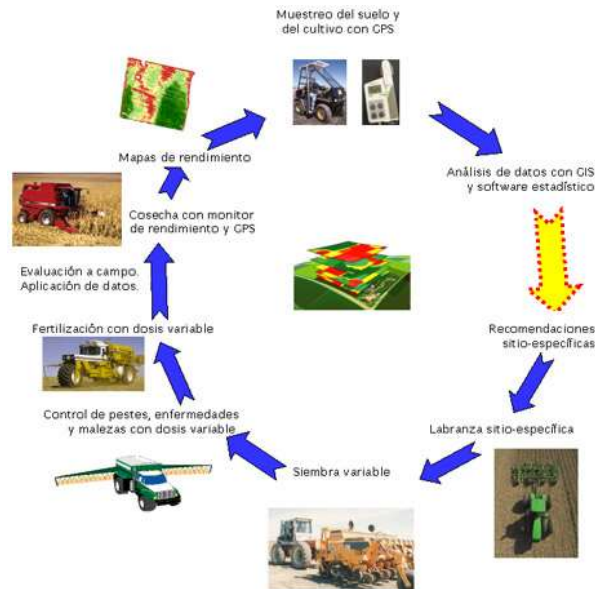 Muestreo del suelo y
del cultivo con GPS
Análisis de datos con GIS
y software estadístico
Recomendaciones
sitio-específicas
Labranza sitio-específica
Siembra variable
Control de pestes, enfermedades
y malezas con dosis variable
Fertilización con dosis variable
Evaluación a campo.
Aplicación de datos.
Cosecha con monitor
de rendimiento y GPS
Mapas de rendimiento